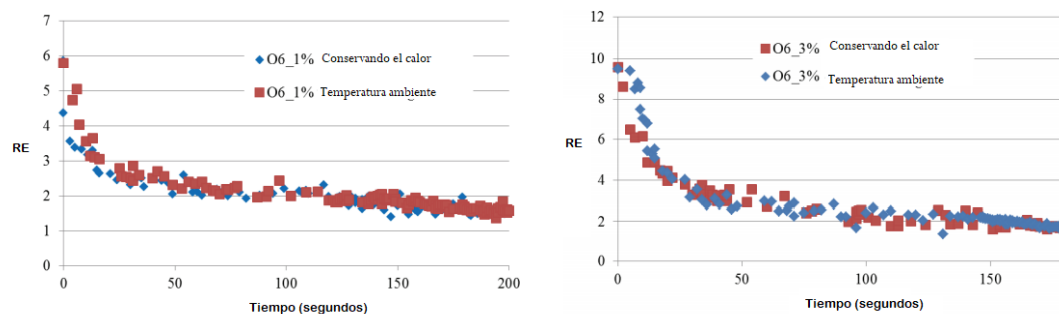 7
6
5
4
3
2
1
0
RE
O6_1% Conservando el calor
O6_1% Temperatura ambiente
0 50 100 150 200
Tiempo (segundos)
12
10
8
6
4
2
0
RE
O6_3% Conservando el calor
O6_3% Temperatura ambiente
0 50 100 150
Tiempo (segundos)